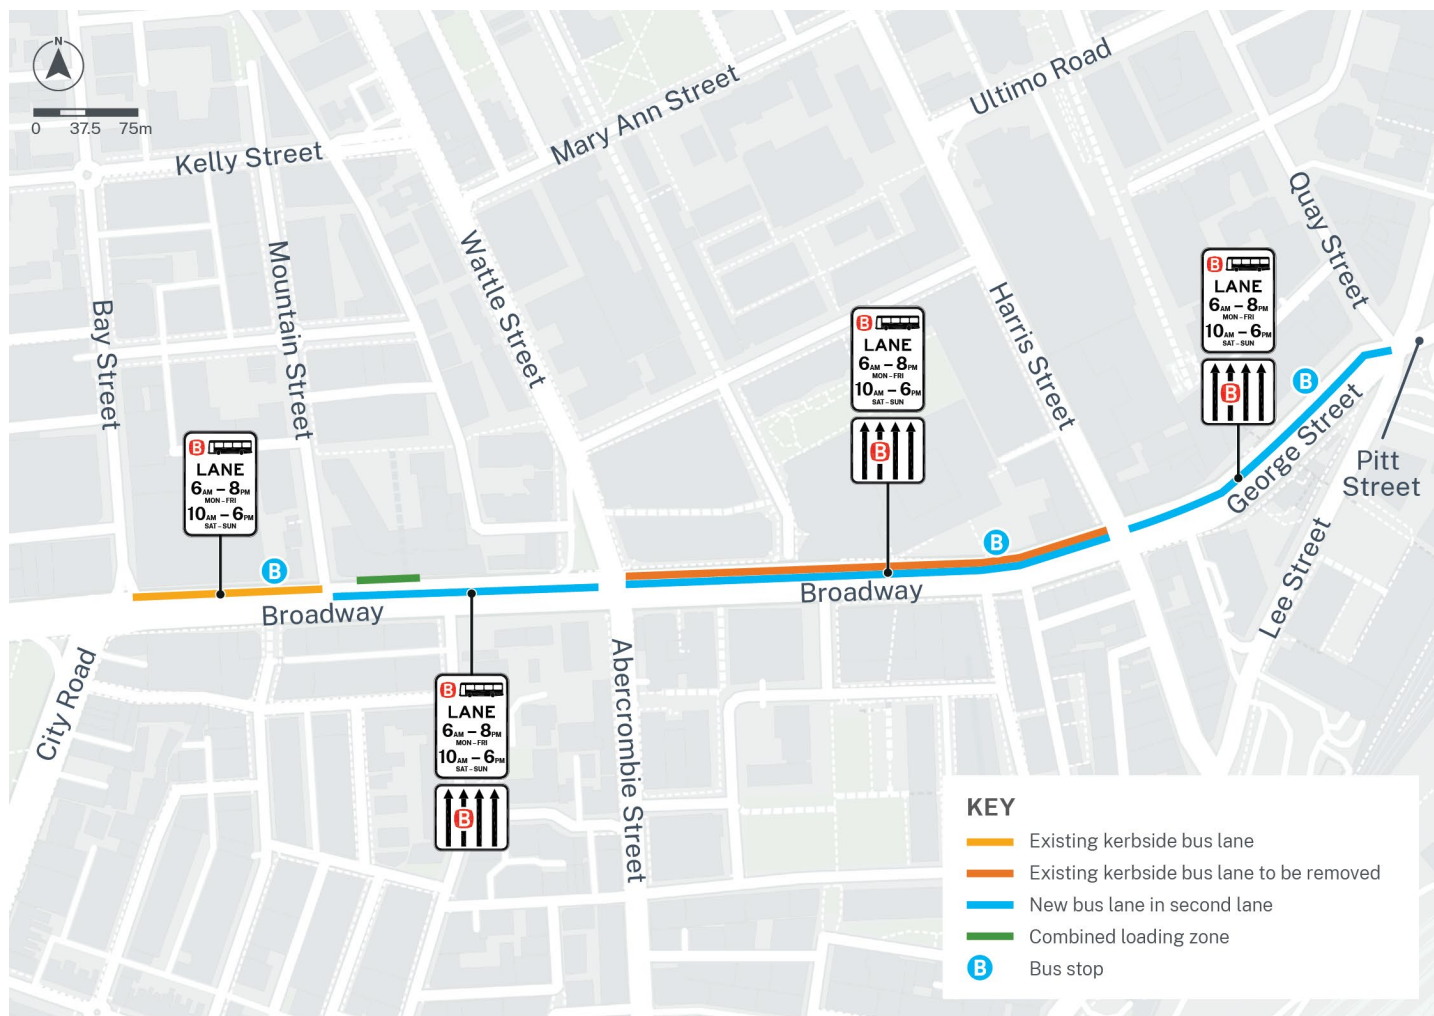 N
0 37.5 75m
Kelly Street
Mary Ann Street
Ultimo Road
Quay Street
Bay Street
Mountain Street
Wattle Street
Harris Street
B
LANE
6AM – 8PM
MON – FRI
10AM – 6PM
SAT – SUN
B
B
LANE
6AM – 8PM
MON – FRI
10AM – 6PM
SAT – SUN
B
B
George Street
Pitt
Street
B
LANE
6AM – 8PM
MON – FRI
10AM – 6PM
SAT – SUN
B
B
Broadway
Broadway
Lee Street
City Road
Abercrombie Street
B
LANE
6AM – 8PM
MON – FRI
10AM – 6PM
SAT – SUN
B
KEY
Existing kerbside bus lane
Existing kerbside bus lane to be removed
New bus lane in second lane
Combined loading zone
B Bus stop